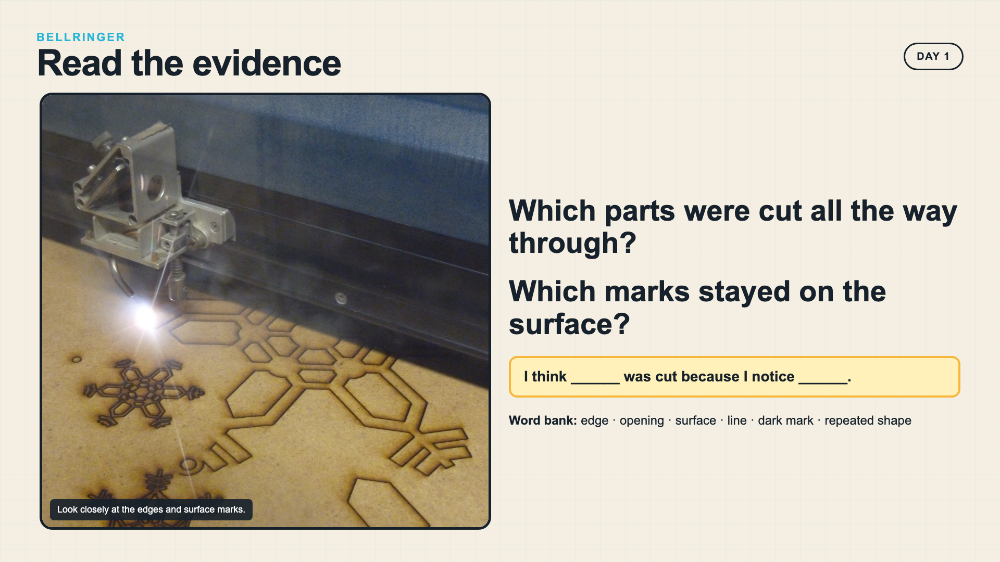 BELLRINGER
Read the evidence
DAY 1
Which parts were cut all the way
through?
Which marks stayed on the
surface?
I think ______ was cut because I notice ______.
Word bank: edge · opening · surface · line · dark mark · repeated shape
Look closely at the edges and surface marks.